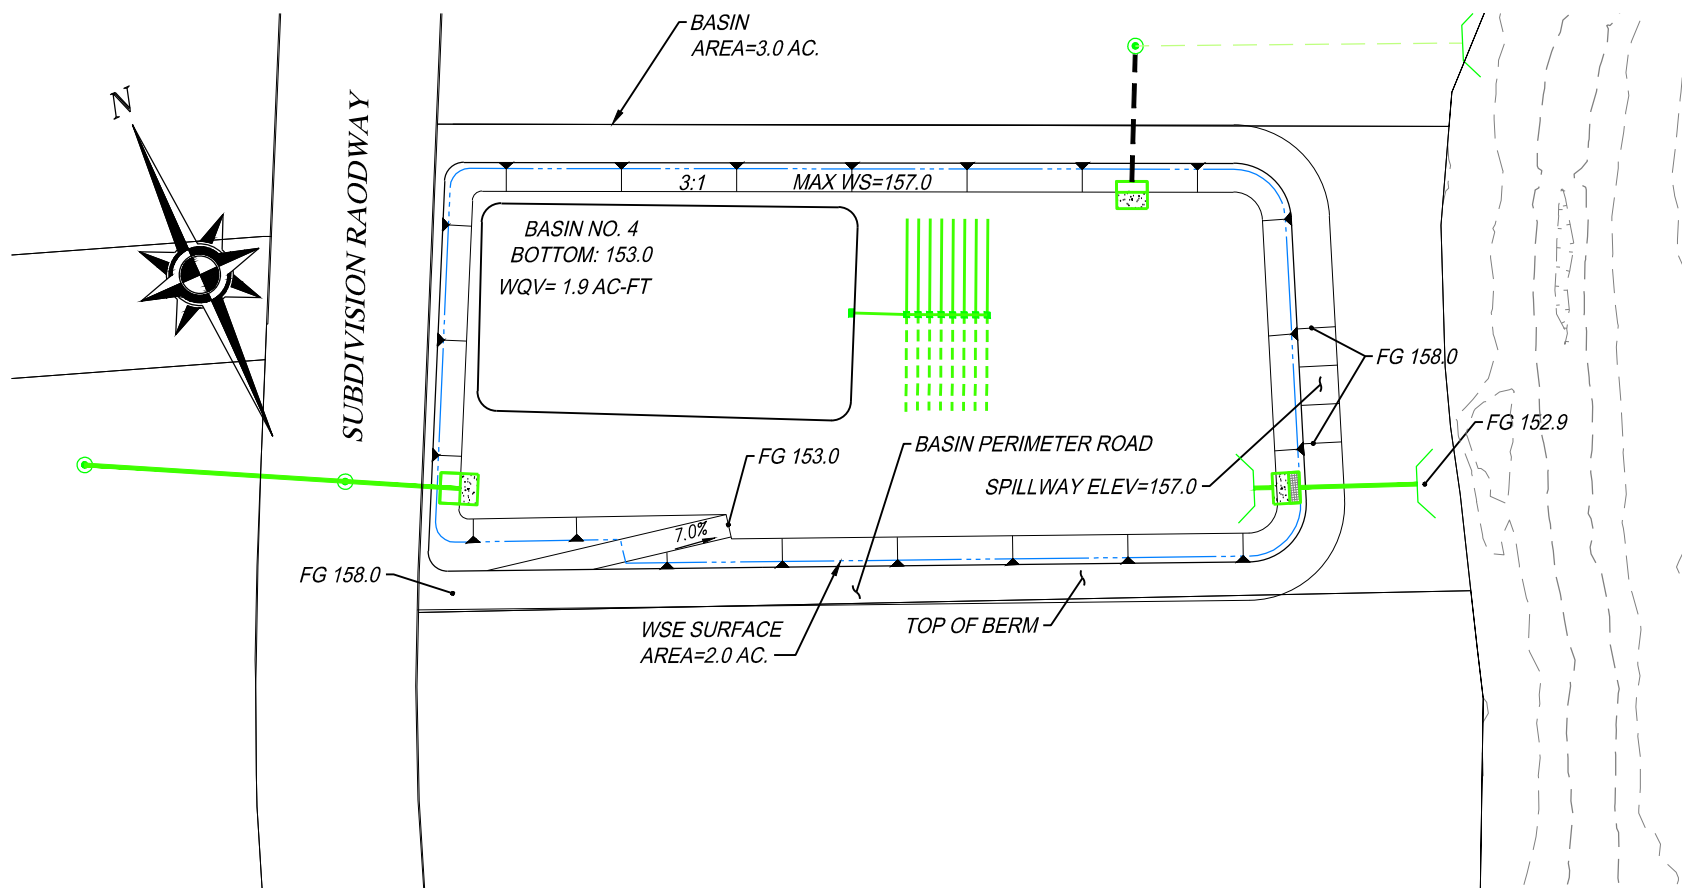 BASIN
AREA=3.0 AC.
N
SUBDIVISION RAODWAY
3:1
MAX WS=157.0
BASIN NO. 4
BOTTOM: 153.0
WQV= 1.9 AC-FT
FG 158.0
FG 152.9
BASIN PERIMETER ROAD
FG 153.0
SPILLWAY ELEV=157.0
7.0%
FG 158.0
WSE SURFACE
AREA=2.0 AC.
TOP OF BERM